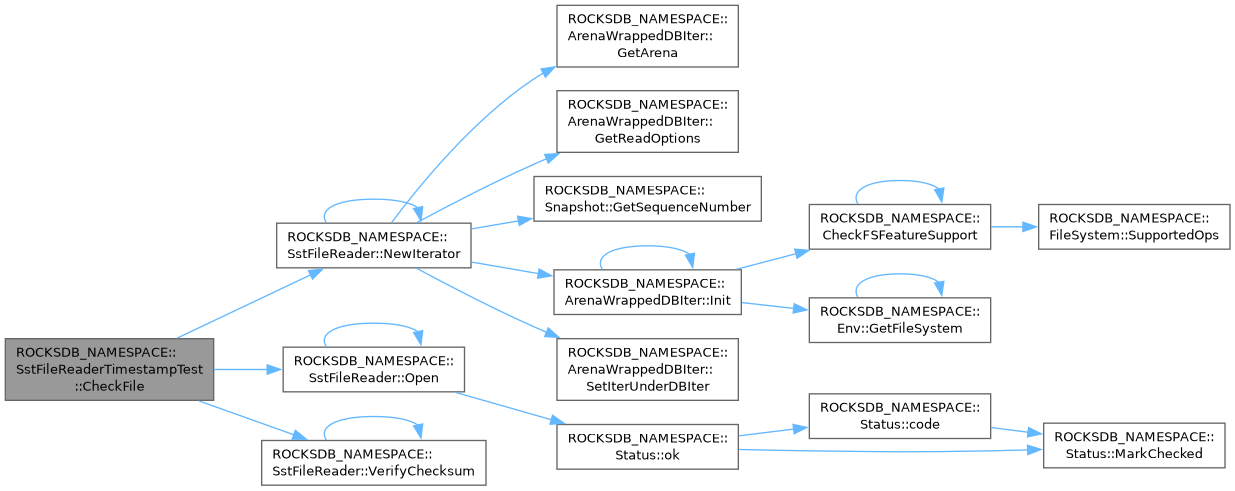 ROCKSDB_NAMESPACE::
SstFileReaderTimestampTest
::CheckFile
ROCKSDB_NAMESPACE::
SstFileReader::NewIterator
ROCKSDB_NAMESPACE::
SstFileReader::Open
ROCKSDB_NAMESPACE::
SstFileReader::VerifyChecksum
ROCKSDB_NAMESPACE::
ArenaWrappedDBIter::
GetArena
ROCKSDB_NAMESPACE::
ArenaWrappedDBIter::
GetReadOptions
ROCKSDB_NAMESPACE::
Snapshot::GetSequenceNumber
ROCKSDB_NAMESPACE::
ArenaWrappedDBIter::Init
ROCKSDB_NAMESPACE::
ArenaWrappedDBIter::
SetIterUnderDBIter
ROCKSDB_NAMESPACE::
Status::ok
ROCKSDB_NAMESPACE::
CheckFSFeatureSupport
ROCKSDB_NAMESPACE::
Env::GetFileSystem
ROCKSDB_NAMESPACE::
Status::code
ROCKSDB_NAMESPACE::
FileSystem::SupportedOps
ROCKSDB_NAMESPACE::
Status::MarkChecked